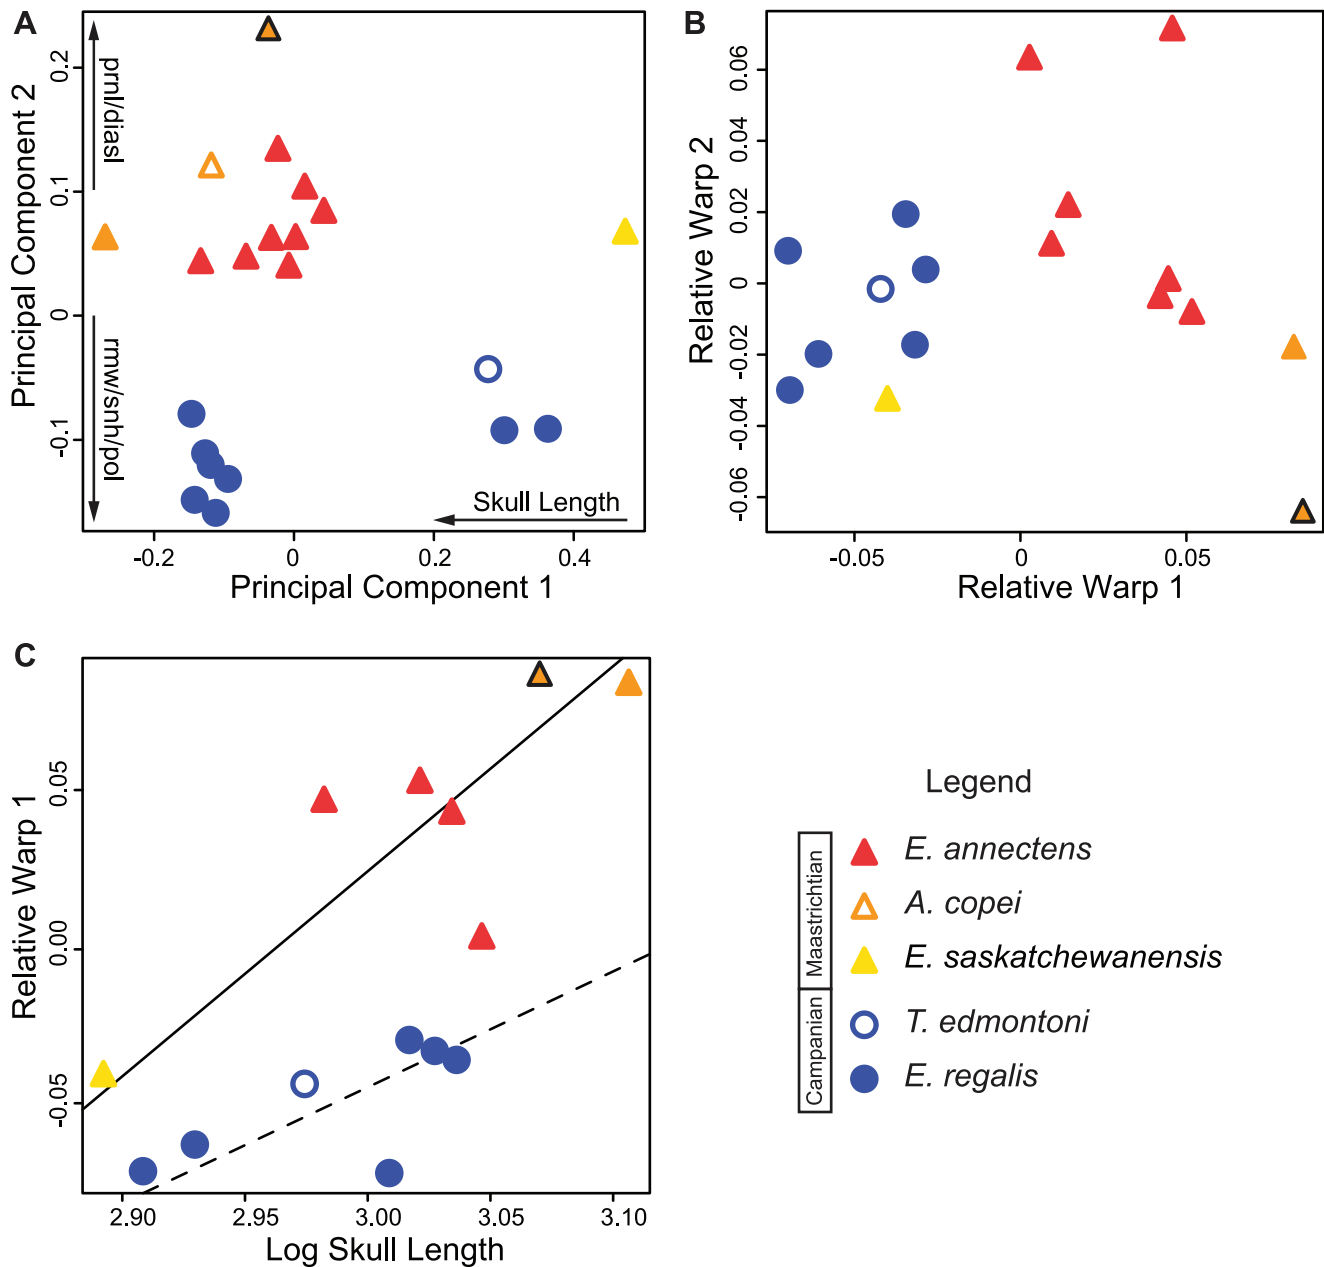 A
Principal Component 2
0.2
0.1
0
-0.1
prnl/diasl
rmw/snh/pol
Skull Length
-0.2
0
0.2
0.4
Principal Component 1
B
Relative Warp 2
0.06
0.04
0.02
0
-0.02
-0.04
-0.06
-0.05
0
0.05
Relative Warp 1
C
Relative Warp 1
0.05
0.00
-0.05
2.90
2.95
3.00
3.05
3.10
Log Skull Length
Legend
Maastrichtian
E. annectens
A. copei
E. saskatchewanensis
Campanian
T. edmontoni
E. regalis